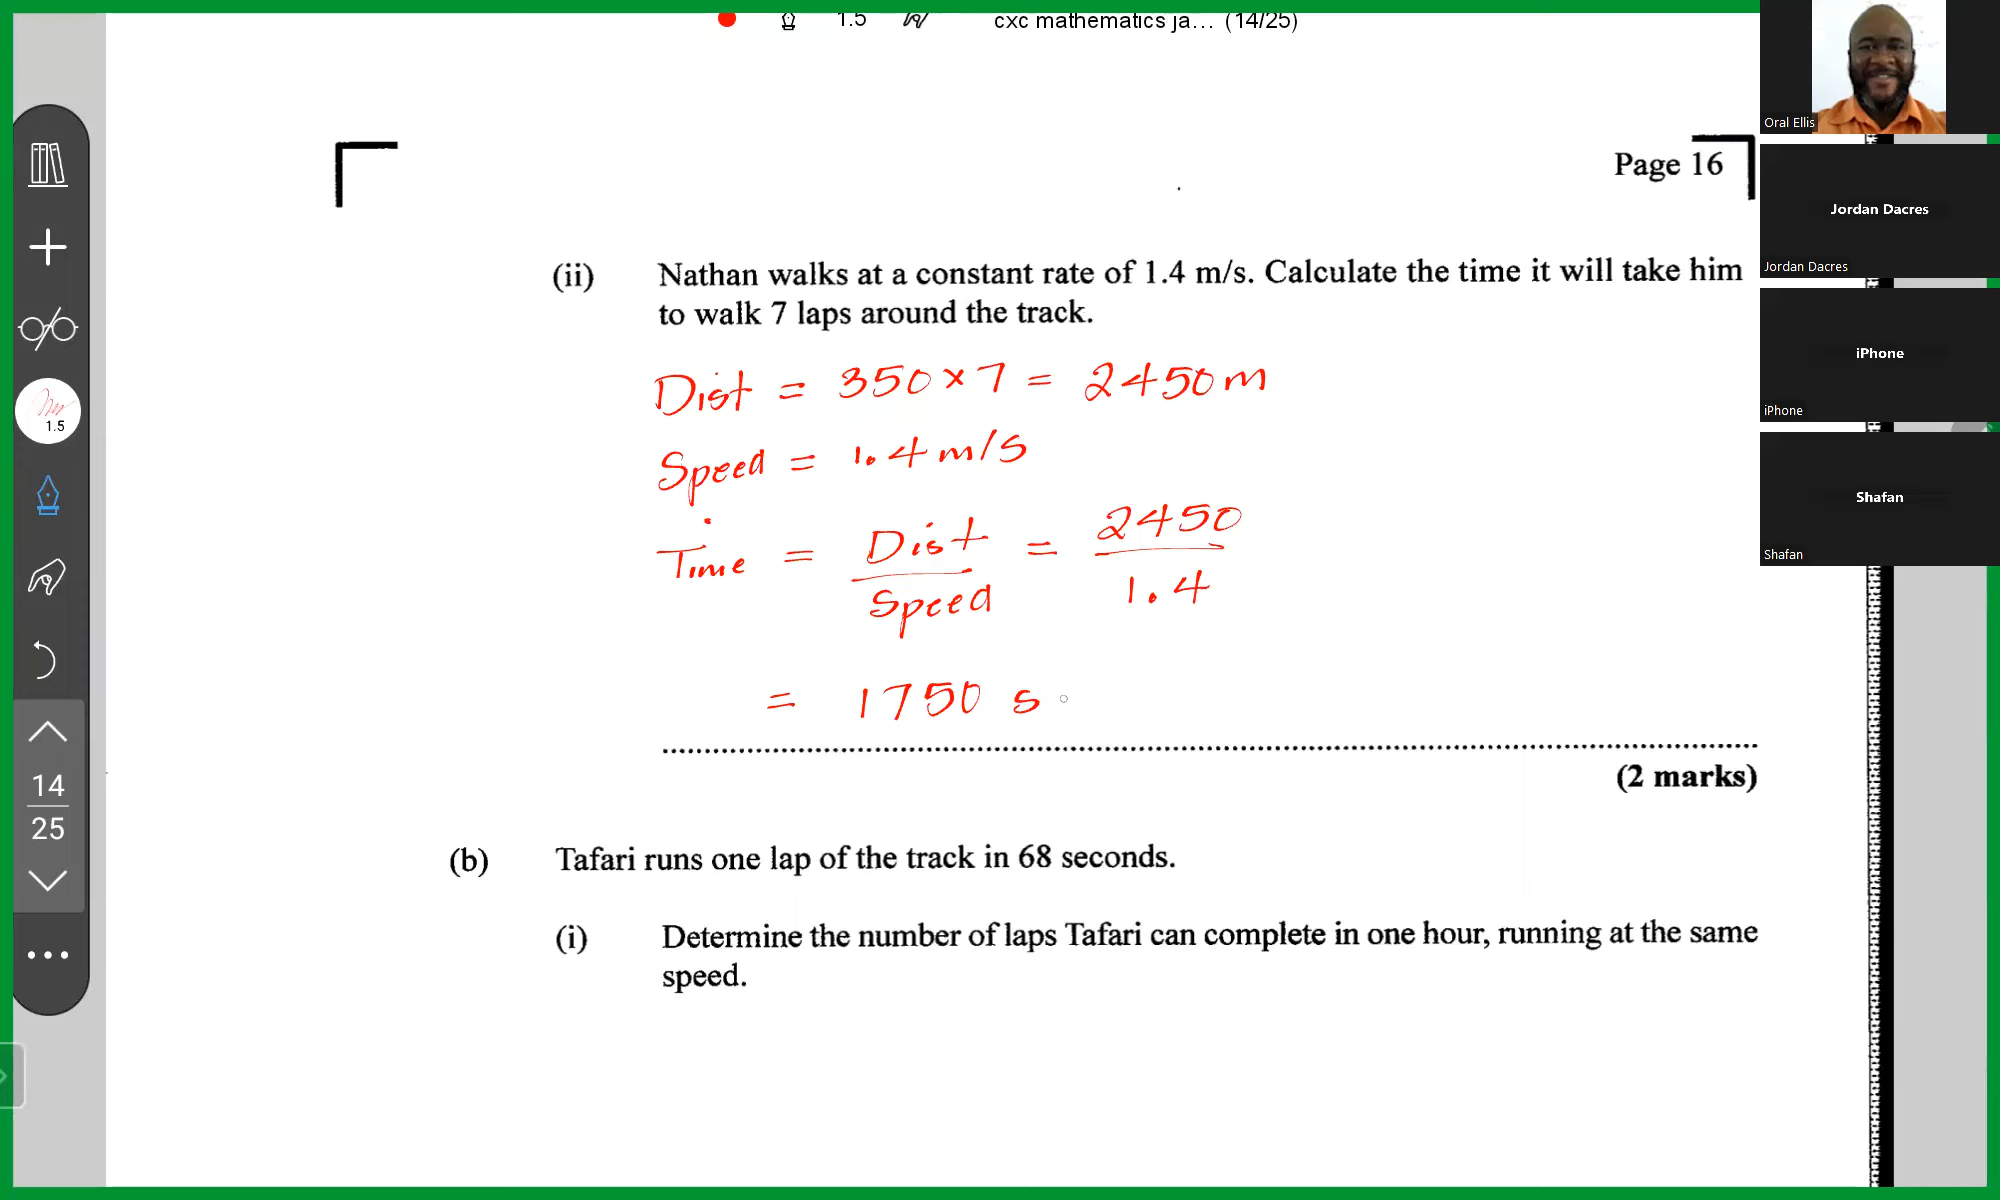 1.5 cxc mathematics ja... (14/25)
Oral Ellis
Page 16
Jordan Dacres
Jordan Dacres
iPhone
iPhone
Shafan
Shafan
1.5
14
25
(ii) Nathan walks at a constant rate of 1.4 m/s. Calculate the time it will take him
to walk 7 laps around the track.
Dist = 350 × 7 = 2450 m
Speed = 1.4 m/s
Time = Dist / Speed = 2450 / 1.4
= 1750 s
(2 marks)
(b) Tafari runs one lap of the track in 68 seconds.
(i) Determine the number of laps Tafari can complete in one hour, running at the same
speed.